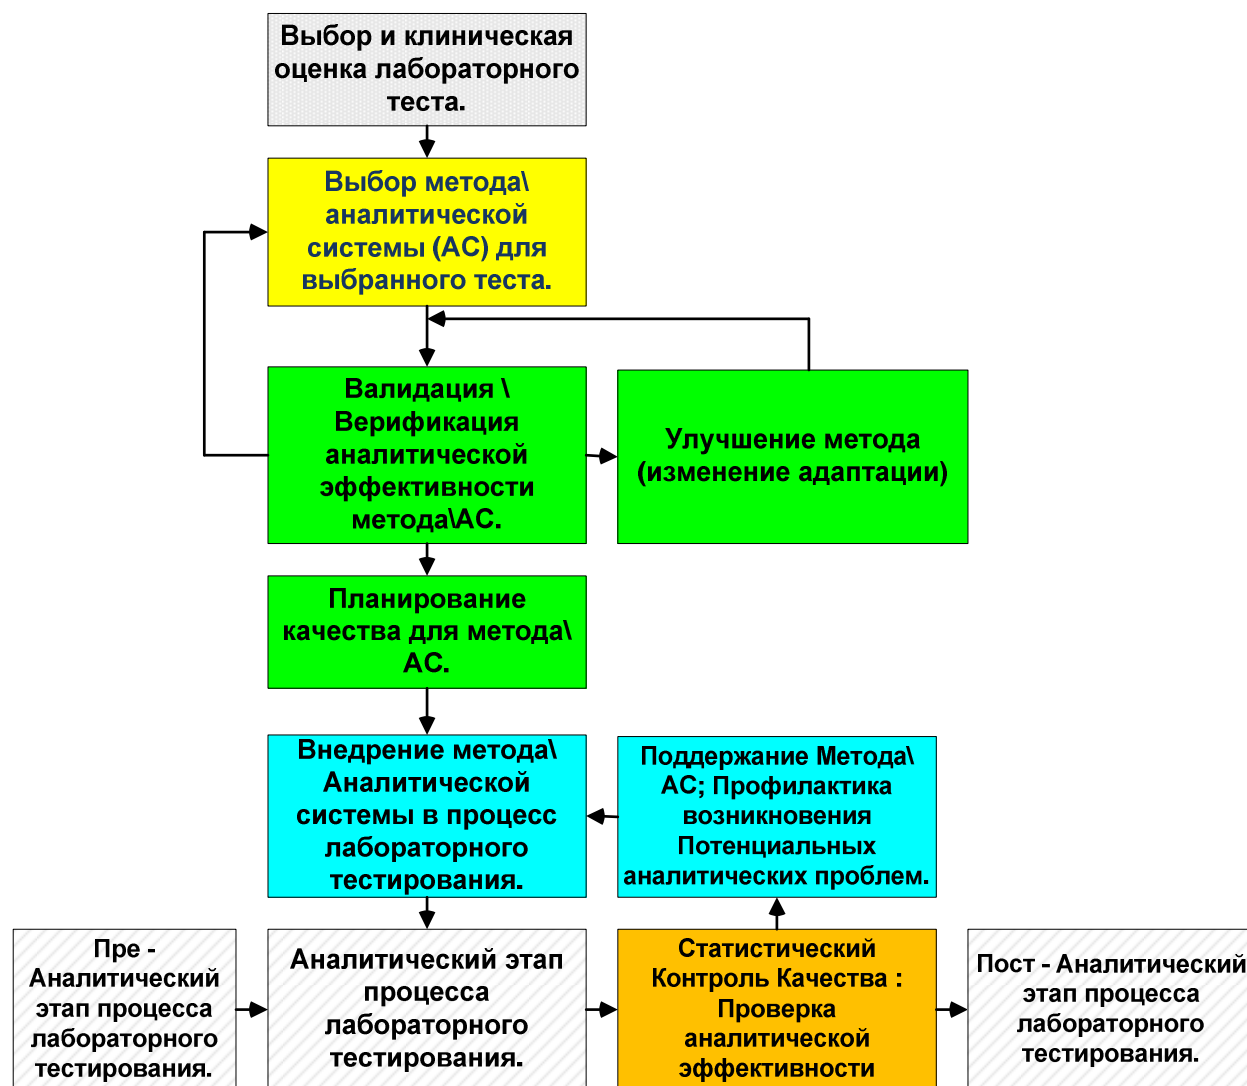 Выбор и клиническая
оценка лабораторного
теста.
Выбор метода\
аналитической
системы (АС) для
выбранного теста.
Валидация \
Верификация
аналитической
эффективности
метода\АС.
Улучшение метода
(изменение адаптации)
Планирование
качества для метода\
АС.
Внедрение метода\
Аналитической
системы в процесс
лабораторного
тестирования.
Поддержание Метода\
АС; Профилактика
возникновения
Потенциальных
аналитических проблем.
Пре -
Аналитический
этап процесса
лабораторного
тестирования.
Аналитический этап
процесса
лабораторного
тестирования.
Статистический
Контроль Качества :
Проверка
аналитической
эффективности
Пост - Аналитический
этап процесса
лабораторного
тестирования.